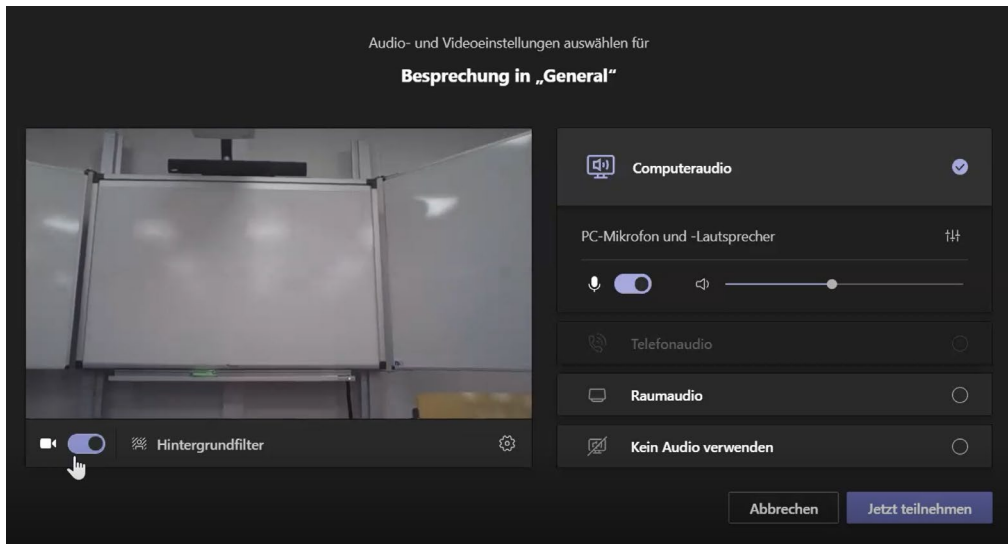 Audio- und Videoeinstellungen auswählen für
Besprechung in „General“
Computeraudio
PC-Mikrofon und -Lautsprecher
Telefonaudio
Raumaudio
Hintergrundfilter
Kein Audio verwenden
Abbrechen
Jetzt teilnehmen